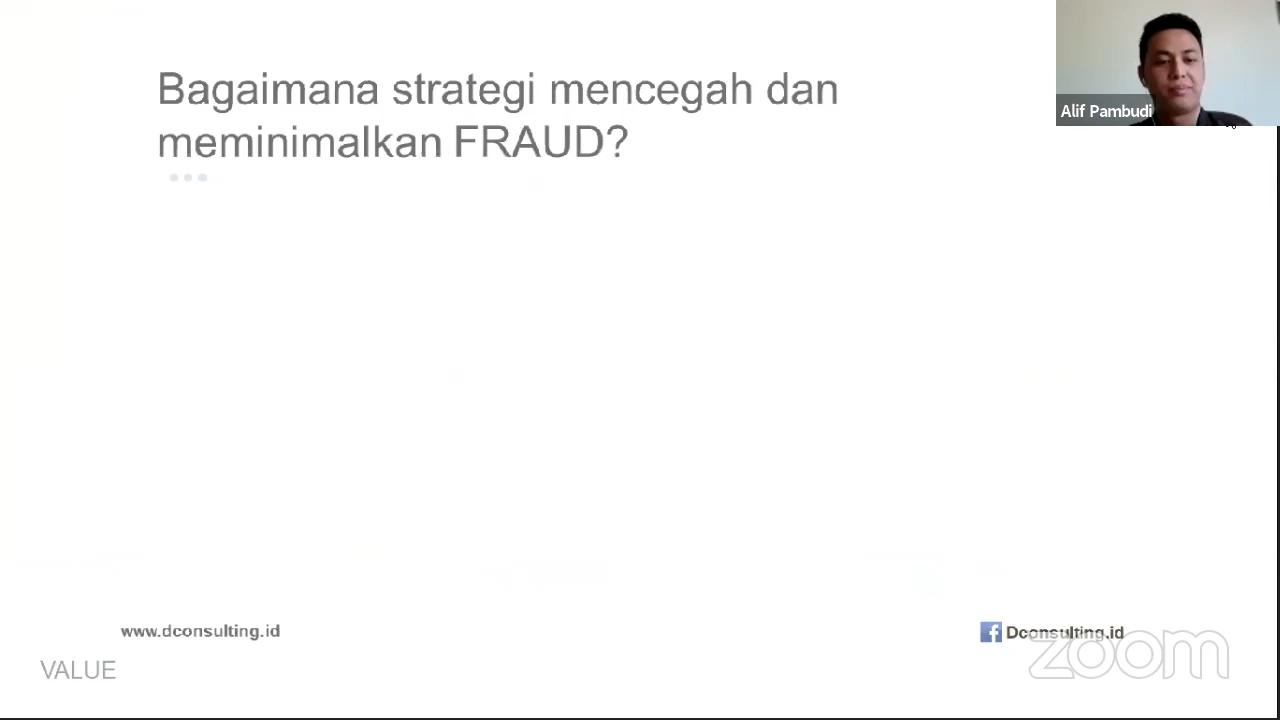 Bagaimana strategi mencegah dan
meminimalkan FRAUD?
Alif Pambudi
www.dconsulting.id
Dconsulting.id
VALUE
zoom